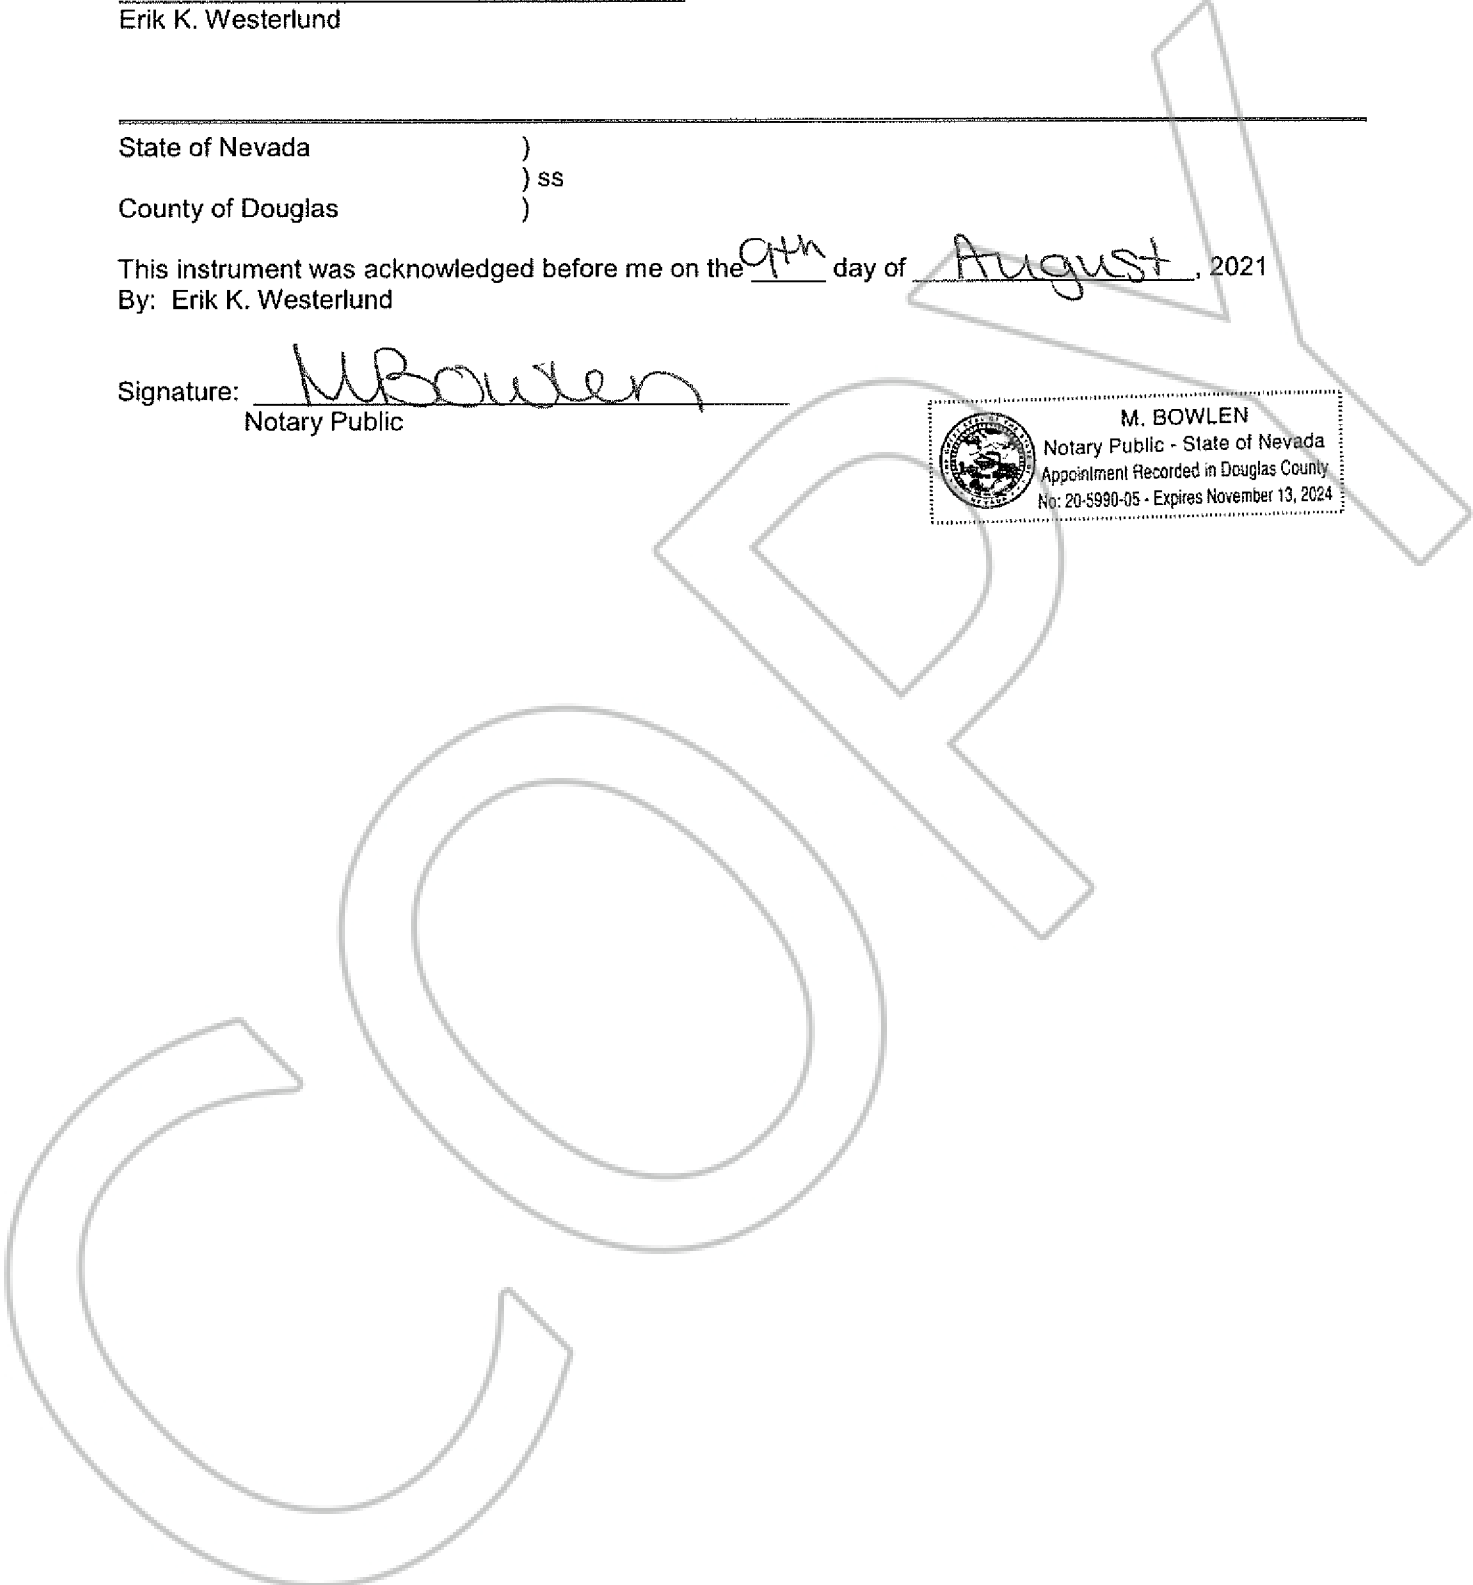 Erik K. Westerlund
State of Nevada )
) ss
County of Douglas )
This instrument was acknowledged before me on the 9th day of August, 2021
By: Erik K. Westerlund
Signature: MBowlen
Notary Public
M. BOWLEN
Notary Public - State of Nevada
Appointment Recorded in Douglas County
No: 20-5990-05 - Expires November 13, 2024
COPY